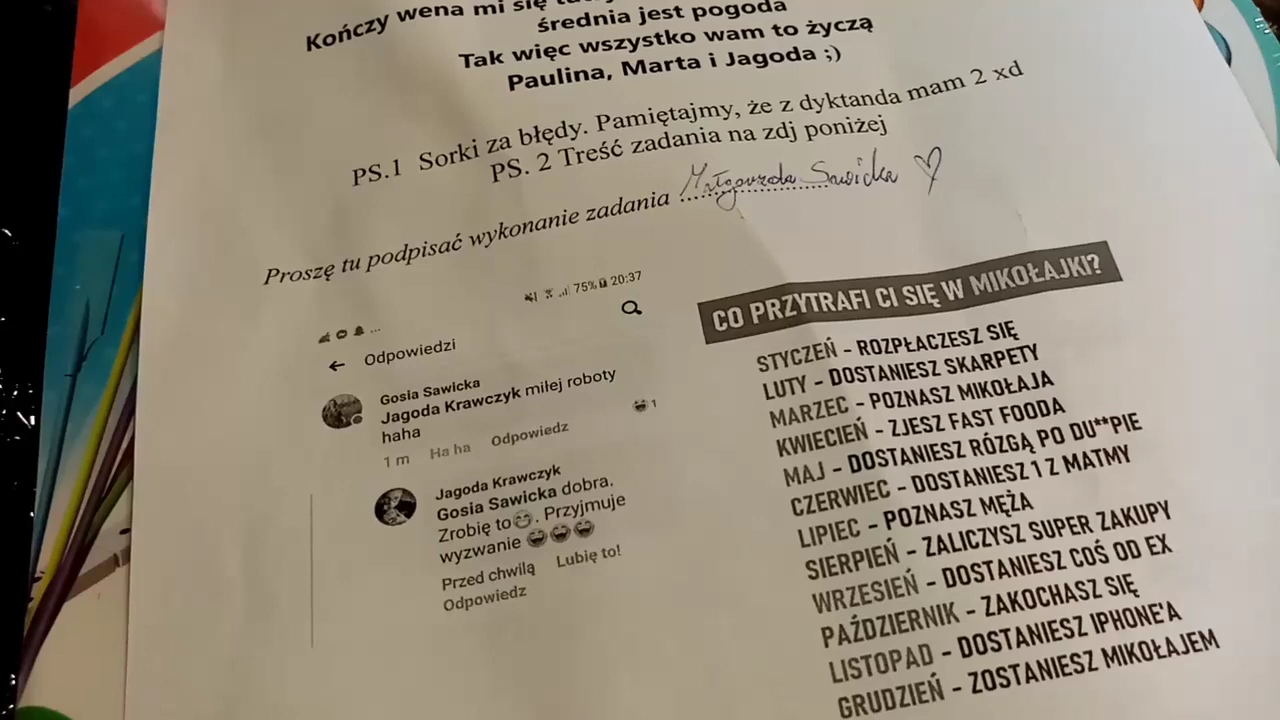 Kończy wena mi się
średnia jest pogoda
Tak więc wszystko wam to życzą
Paulina, Marta i Jagoda ;)
PS.1 Sorki za błędy. Pamiętajmy, że z dyktanda mam 2 xd
PS. 2 Treść zadania na zdj poniżej
Proszę tu podpisać wykonanie zadania Małgorzata Sawicka ♡
75% 20:37
← Odpowiedzi
Gosia Sawicka
Jagoda Krawczyk miłej roboty
haha
1
1 m Ha ha Odpowiedz
Jagoda Krawczyk
Gosia Sawicka dobra.
Zrobię to😁. Przyjmuje
wyzwanie 😂😂😂
Przed chwilą Lubię to!
Odpowiedz
CO PRZYTRAFI CI SIĘ W MIKOŁAJKI?
STYCZEŃ - ROZPŁACZESZ SIĘ
LUTY - DOSTANIESZ SKARPETY
MARZEC - POZNASZ MIKOŁAJA
KWIECIEŃ - ZJESZ FAST FOODA
MAJ - DOSTANIESZ RÓZGĄ PO DU**PIE
CZERWIEC - DOSTANIESZ 1 Z MATMY
LIPIEC - POZNASZ MĘŻA
SIERPIEŃ - ZALICZYSZ SUPER ZAKUPY
WRZESIEŃ - DOSTANIESZ COŚ OD EX
PAŹDZIERNIK - ZAKOCHASZ SIĘ
LISTOPAD - DOSTANIESZ IPHONE'A
GRUDZIEŃ - ZOSTANIESZ MIKOŁAJEM